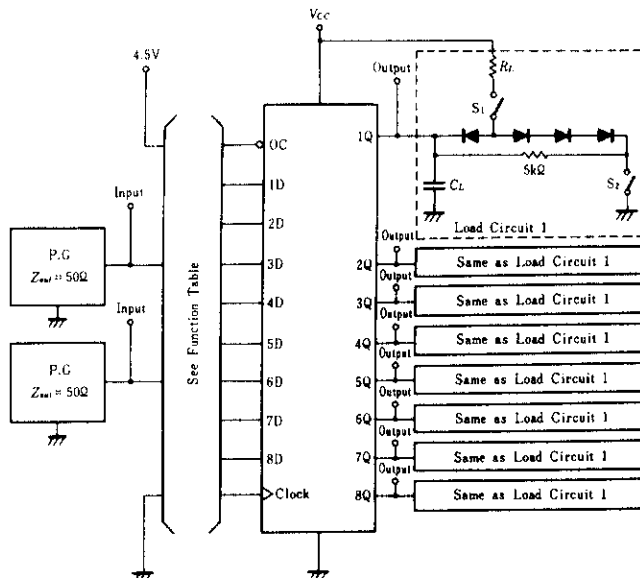 VCC
4.5V
Output
RL
S1
1Q
OC
1D
5kΩ
CL
S2
Input
2D
Load Circuit 1
Output
P.G
Zout = 50Ω
3D
2Q
Same as Load Circuit 1
Output
Input
4D
3Q
Same as Load Circuit 1
Output
See Function Table
5D
4Q
Same as Load Circuit 1
Output
P.G
Zout = 50Ω
6D
5Q
Same as Load Circuit 1
Output
7D
6Q
Same as Load Circuit 1
Output
8D
7Q
Same as Load Circuit 1
Output
Clock
8Q
Same as Load Circuit 1